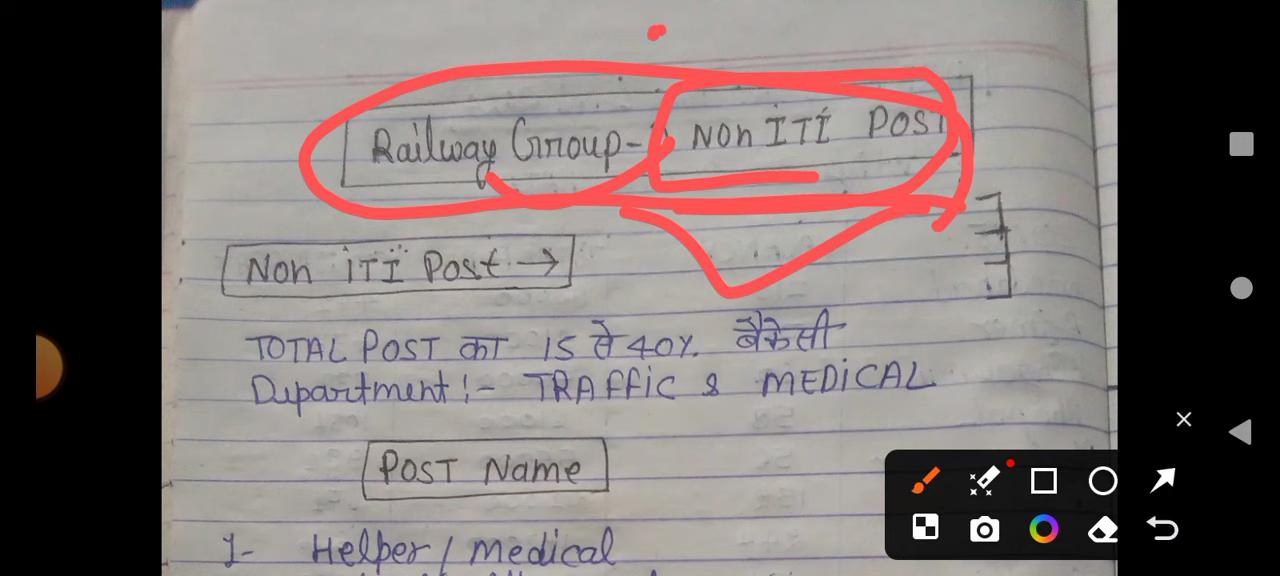 Railway Group- Non ITI POST
Non ITI Post →
TOTAL POST का 15 से 40%. वैकेंसी
Department:- TRAFFIC & MEDICAL
POST Name
1- Helper / medical